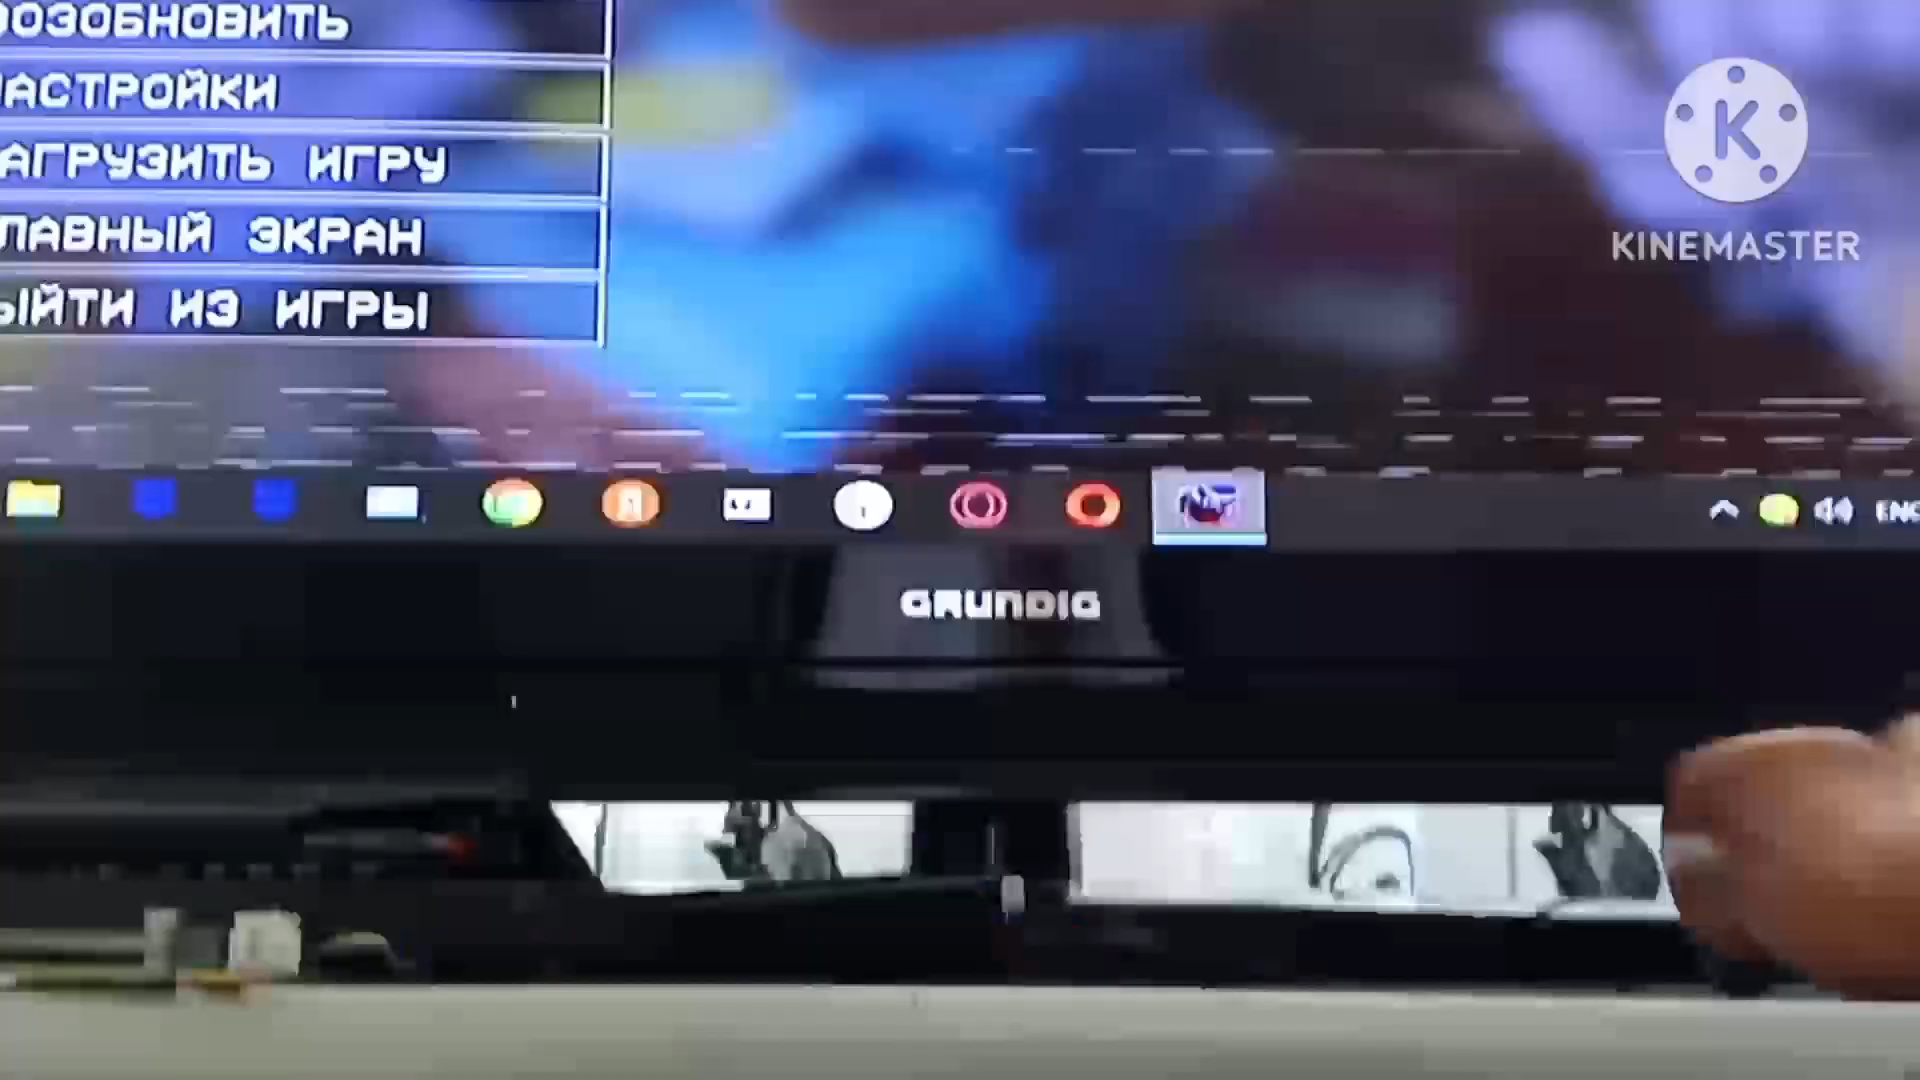 ОЗОБНОВИТЬ
АСТРОЙКИ
АГРУЗИТЬ ИГРУ
ЛАВНЫЙ ЭКРАН
ЫЙТИ ИЗ ИГРЫ
K
KINEMASTER
ENG
GRUNDIG